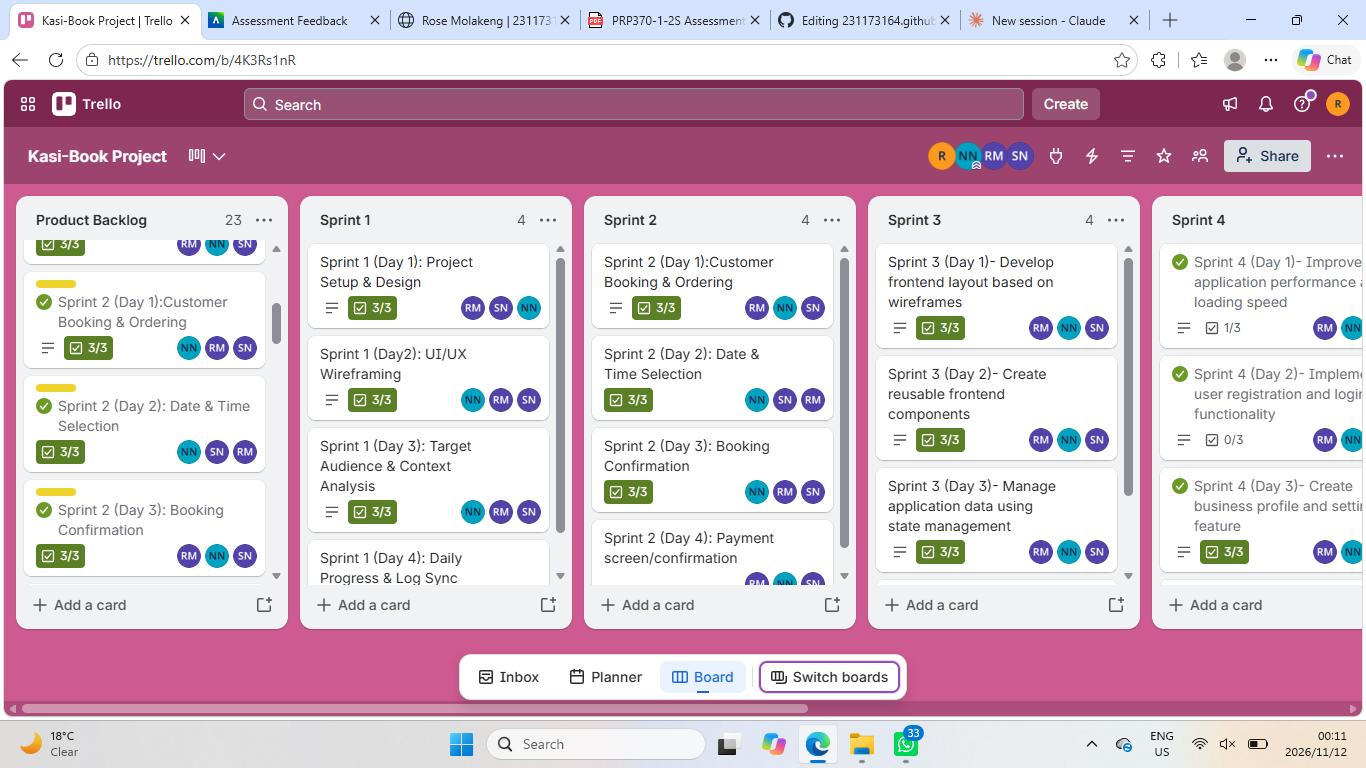 Kasi-Book Project | Trello
Assessment Feedback
Rose Molakeng | 231173
PRP370-1-2S Assessment
Editing 231173164.github
New session - Claude
https://trello.com/b/4K3Rs1nR
Chat
Trello
Search
Create
R
Kasi-Book Project
R NN RM SN
Share
Product Backlog 23
3/3
RM NN SN
Sprint 2 (Day 1):Customer
Booking & Ordering
3/3
NN RM SN
Sprint 2 (Day 2): Date & Time
Selection
3/3
NN SN RM
Sprint 2 (Day 3): Booking
Confirmation
3/3
RM NN SN
Add a card
Sprint 1 4
Sprint 1 (Day 1): Project
Setup & Design
3/3
RM SN NN
Sprint 1 (Day2): UI/UX
Wireframing
3/3
NN RM SN
Sprint 1 (Day 3): Target
Audience & Context
Analysis
3/3
NN RM SN
Sprint 1 (Day 4): Daily
Progress & Log Sync
Add a card
Sprint 2 4
Sprint 2 (Day 1):Customer
Booking & Ordering
3/3
RM NN SN
Sprint 2 (Day 2): Date &
Time Selection
3/3
NN SN RM
Sprint 2 (Day 3): Booking
Confirmation
3/3
NN RM SN
Sprint 2 (Day 4): Payment
screen/confirmation
RM NN SN
Add a card
Sprint 3 4
Sprint 3 (Day 1)- Develop
frontend layout based on
wireframes
3/3
RM NN SN
Sprint 3 (Day 2)- Create
reusable frontend
components
3/3
RM NN SN
Sprint 3 (Day 3)- Manage
application data using
state management
3/3
RM NN SN
Add a card
Sprint 4
Sprint 4 (Day 1)- Improve
application performance
loading speed
1/3
RM NN
Sprint 4 (Day 2)- Impleme
user registration and login
functionality
0/3
RM NN
Sprint 4 (Day 3)- Create
business profile and settin
feature
3/3
RM NN
Add a card
Inbox
Planner
Board
Switch boards
18°C
Clear
Search
33
ENG
US
00:11
2026/11/12